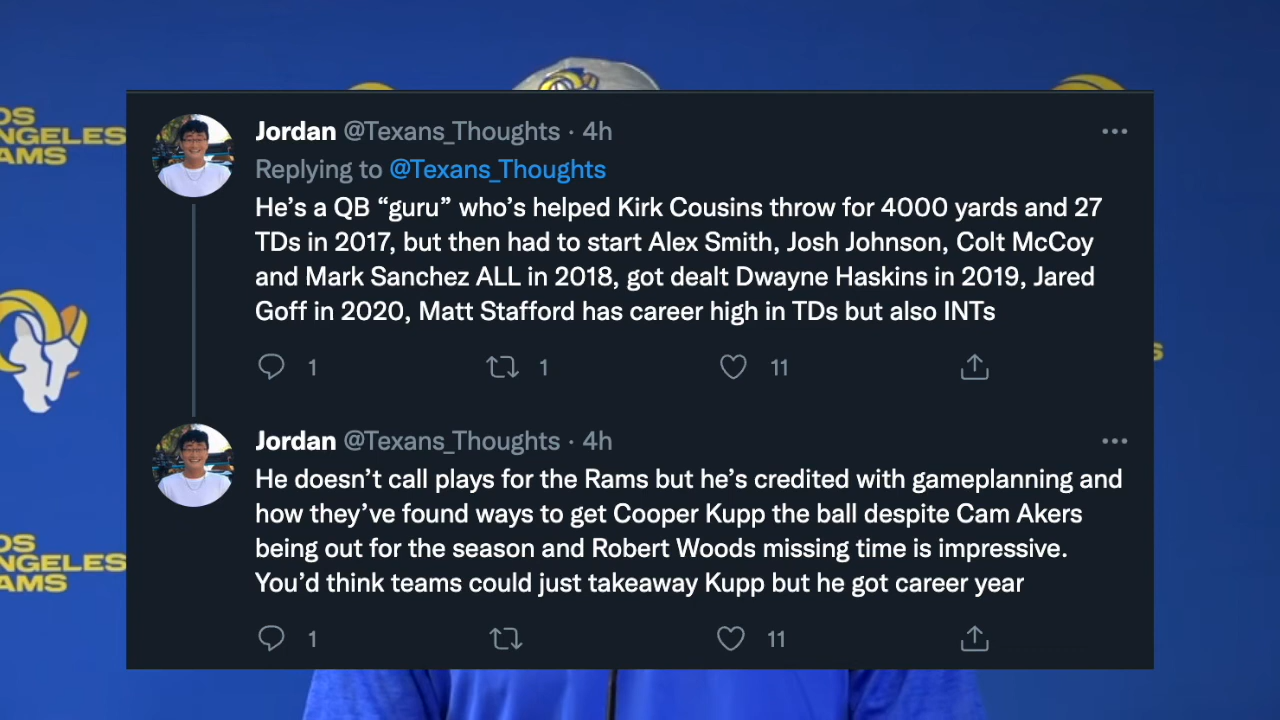 OS
NGELES
AMS
Jordan @Texans_Thoughts · 4h
Replying to @Texans_Thoughts
He's a QB “guru” who's helped Kirk Cousins throw for 4000 yards and 27
TDs in 2017, but then had to start Alex Smith, Josh Johnson, Colt McCoy
and Mark Sanchez ALL in 2018, got dealt Dwayne Haskins in 2019, Jared
Goff in 2020, Matt Stafford has career high in TDs but also INTs
1 1 11
Jordan @Texans_Thoughts · 4h
He doesn't call plays for the Rams but he's credited with gameplanning and
how they've found ways to get Cooper Kupp the ball despite Cam Akers
being out for the season and Robert Woods missing time is impressive.
You'd think teams could just takeaway Kupp but he got career year
1 11
OS
NGELES
AMS